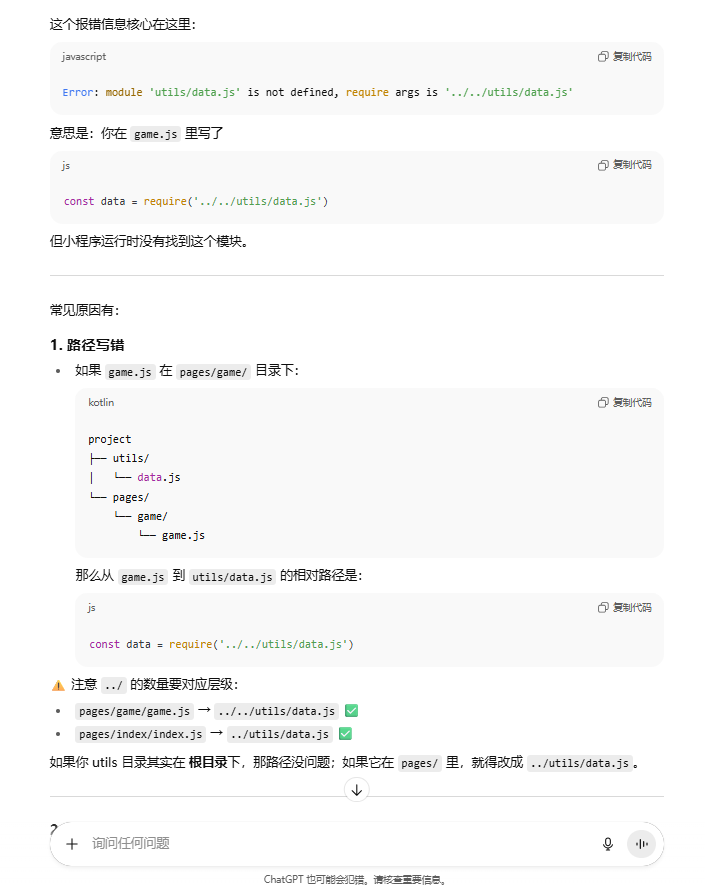 这个报错信息核心在这里：
javascript
复制代码
Error: module 'utils/data.js' is not defined, require args is '../../utils/data.js'
意思是：你在 game.js 里写了
js
复制代码
const data = require('../../utils/data.js')
但小程序运行时没有找到这个模块。
常见原因有：
1. 路径写错
• 如果 game.js 在 pages/game/ 目录下：
kotlin
复制代码
project
├── utils/
│   └── data.js
└── pages/
    └── game/
        └── game.js
那么从 game.js 到 utils/data.js 的相对路径是：
js
复制代码
const data = require('../../utils/data.js')
⚠️ 注意 ../ 的数量要对应层级：
• pages/game/game.js → ../../utils/data.js ✅
• pages/index/index.js → ../utils/data.js ✅
如果你 utils 目录其实在 根目录下，那路径没问题；如果它在 pages/ 里，就得改成 ../utils/data.js。
询问任何问题
ChatGPT 也可能会犯错。请核查重要信息。